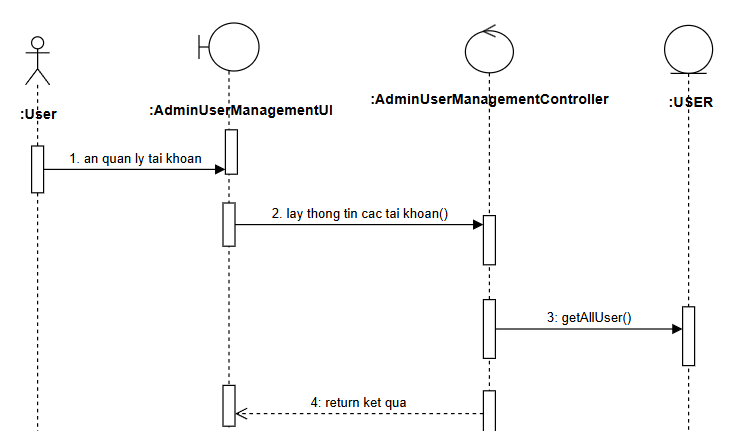 :User
:AdminUserManagementUI
:AdminUserManagementController
:USER
1. an quan ly tai khoan
2. lay thong tin cac tai khoan()
3: getAllUser()
4: return ket qua